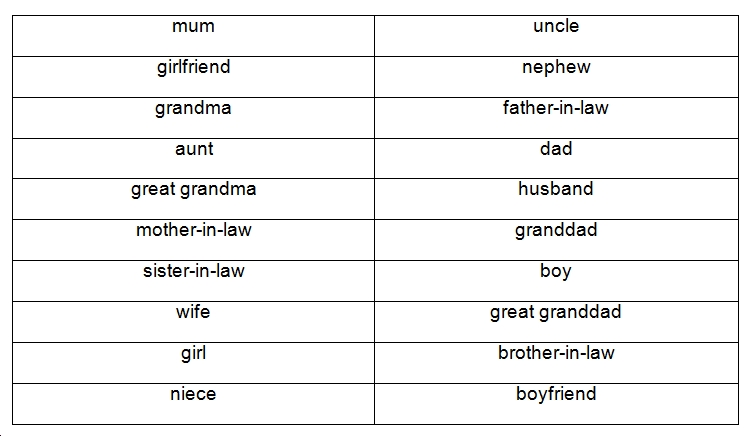 mum uncle
girlfriend nephew
grandma father-in-law
aunt dad
great grandma husband
mother-in-law granddad
sister-in-law boy
wife great granddad
girl brother-in-law
niece boyfriend